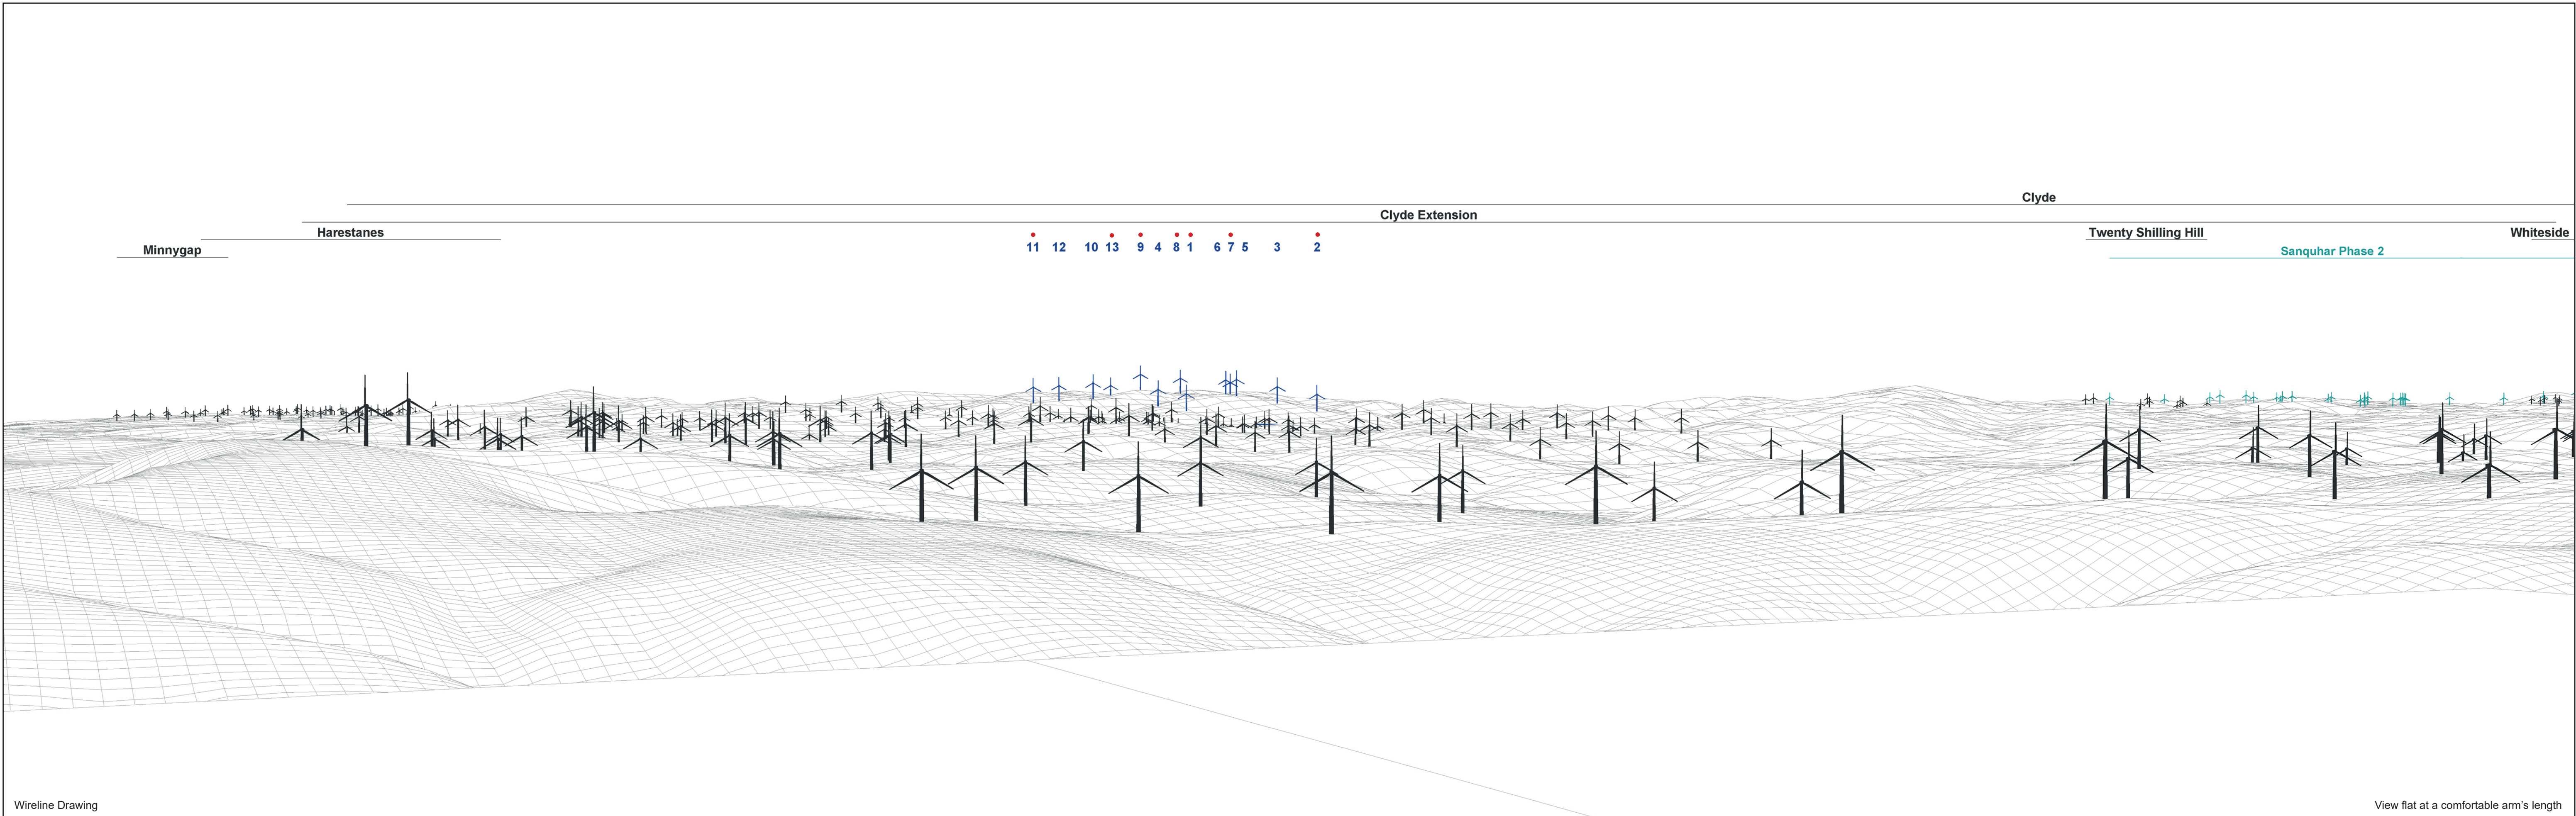 Clyde
Clyde Extension
Harestanes
Twenty Shilling Hill
Whiteside
Minnygap
11 12 10 13 9 4 8 1 6 7 5 3 2
Sanquhar Phase 2
Wireline Drawing
View flat at a comfortable arm's length